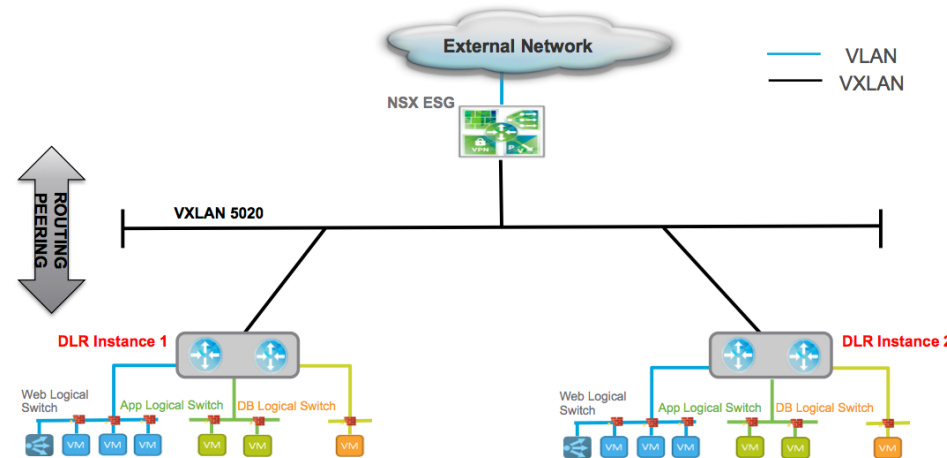 External Network
VLAN
VXLAN
NSX ESG
VPN
P
ROUTING
PEERING
VXLAN 5020
DLR Instance 1
DLR Instance 2
Web Logical
Switch
App Logical Switch
DB Logical Switch
VM
VM
VM
VM
VM
VM
Web Logical
Switch
App Logical Switch
DB Logical Switch
VM
VM
VM
VM
VM
VM